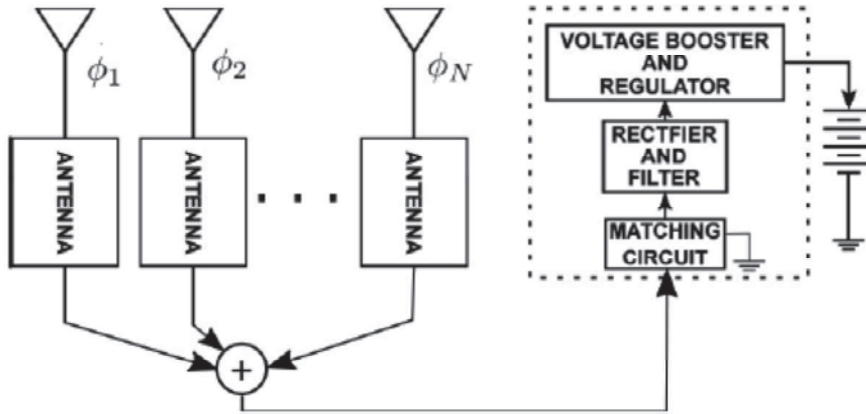 ϕ1
ϕ2
ϕN
ANTENNA
ANTENNA
. . .
ANTENNA
+
VOLTAGE BOOSTER
AND
REGULATOR
RECTFIER
AND
FILTER
MATCHING
CIRCUIT